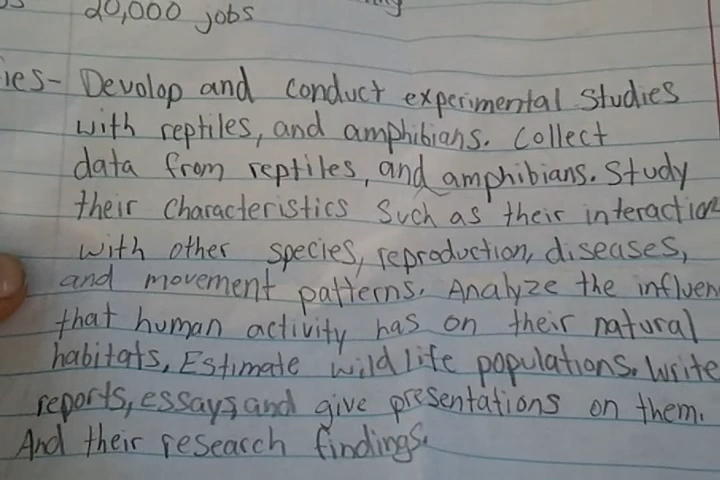 20,000 jobs
ies- Devolop and conduct experimental studies
with reptiles, and amphibians. Collect
data from reptiles, and amphibians. Study
their characteristics such as their interaction
with other species, reproduction, diseases,
and movement patterns. Analyze the influen
that human activity has on their natural
habitats. Estimate wildlife populations. Write
reports, essays, and give presentations on them.
And their research findings.